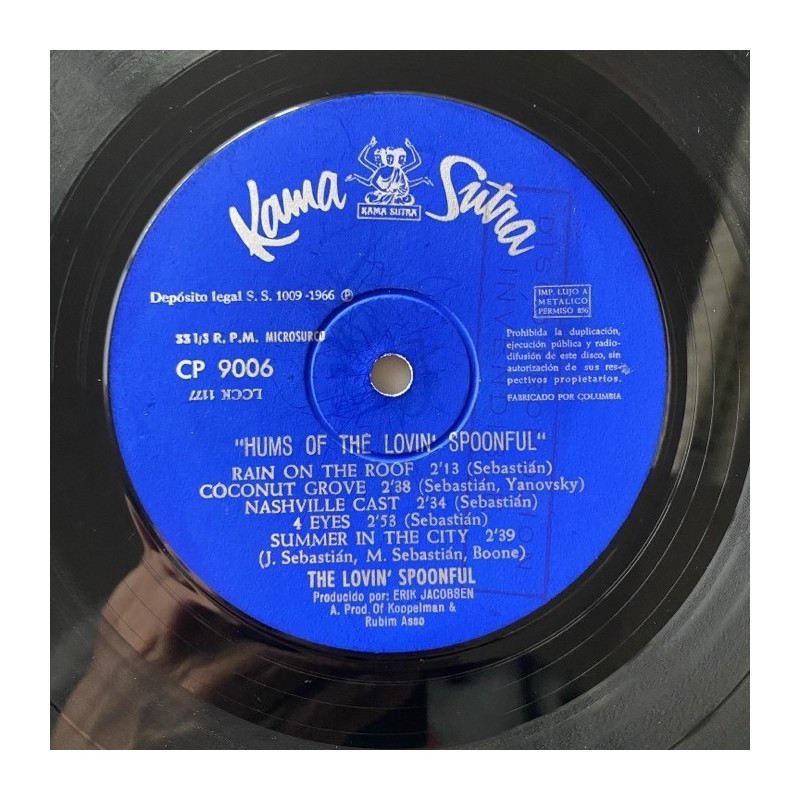 Kama Sutra
KAMA SUTRA
Depósito legal S. S. 1009 -1966 Ⓟ
IMP. LUJO A
METALICO
PERMISO 856
33 1/3 R. P. M. MICROSURCO
CP 9006
LCCK 1177
Prohibida la duplicación,
ejecución pública y radio-
difusión de este disco, sin
autorización de sus res-
pectivos propietarios.
FABRICADO POR COLUMBIA
"HUMS OF THE LOVIN' SPOONFUL"
RAIN ON THE ROOF 2'13 (Sebastián)
COCONUT GROVE 2'38 (Sebastián, Yanovsky)
NASHVILLE CAST 2'34 (Sebastián)
4 EYES 2'53 (Sebastián)
SUMMER IN THE CITY 2'39
(J. Sebastián, M. Sebastián, Boone)
THE LOVIN' SPOONFUL
Producido por: ERIK JACOBSEN
A. Prod. Of Koppelman &
Rubim Asso